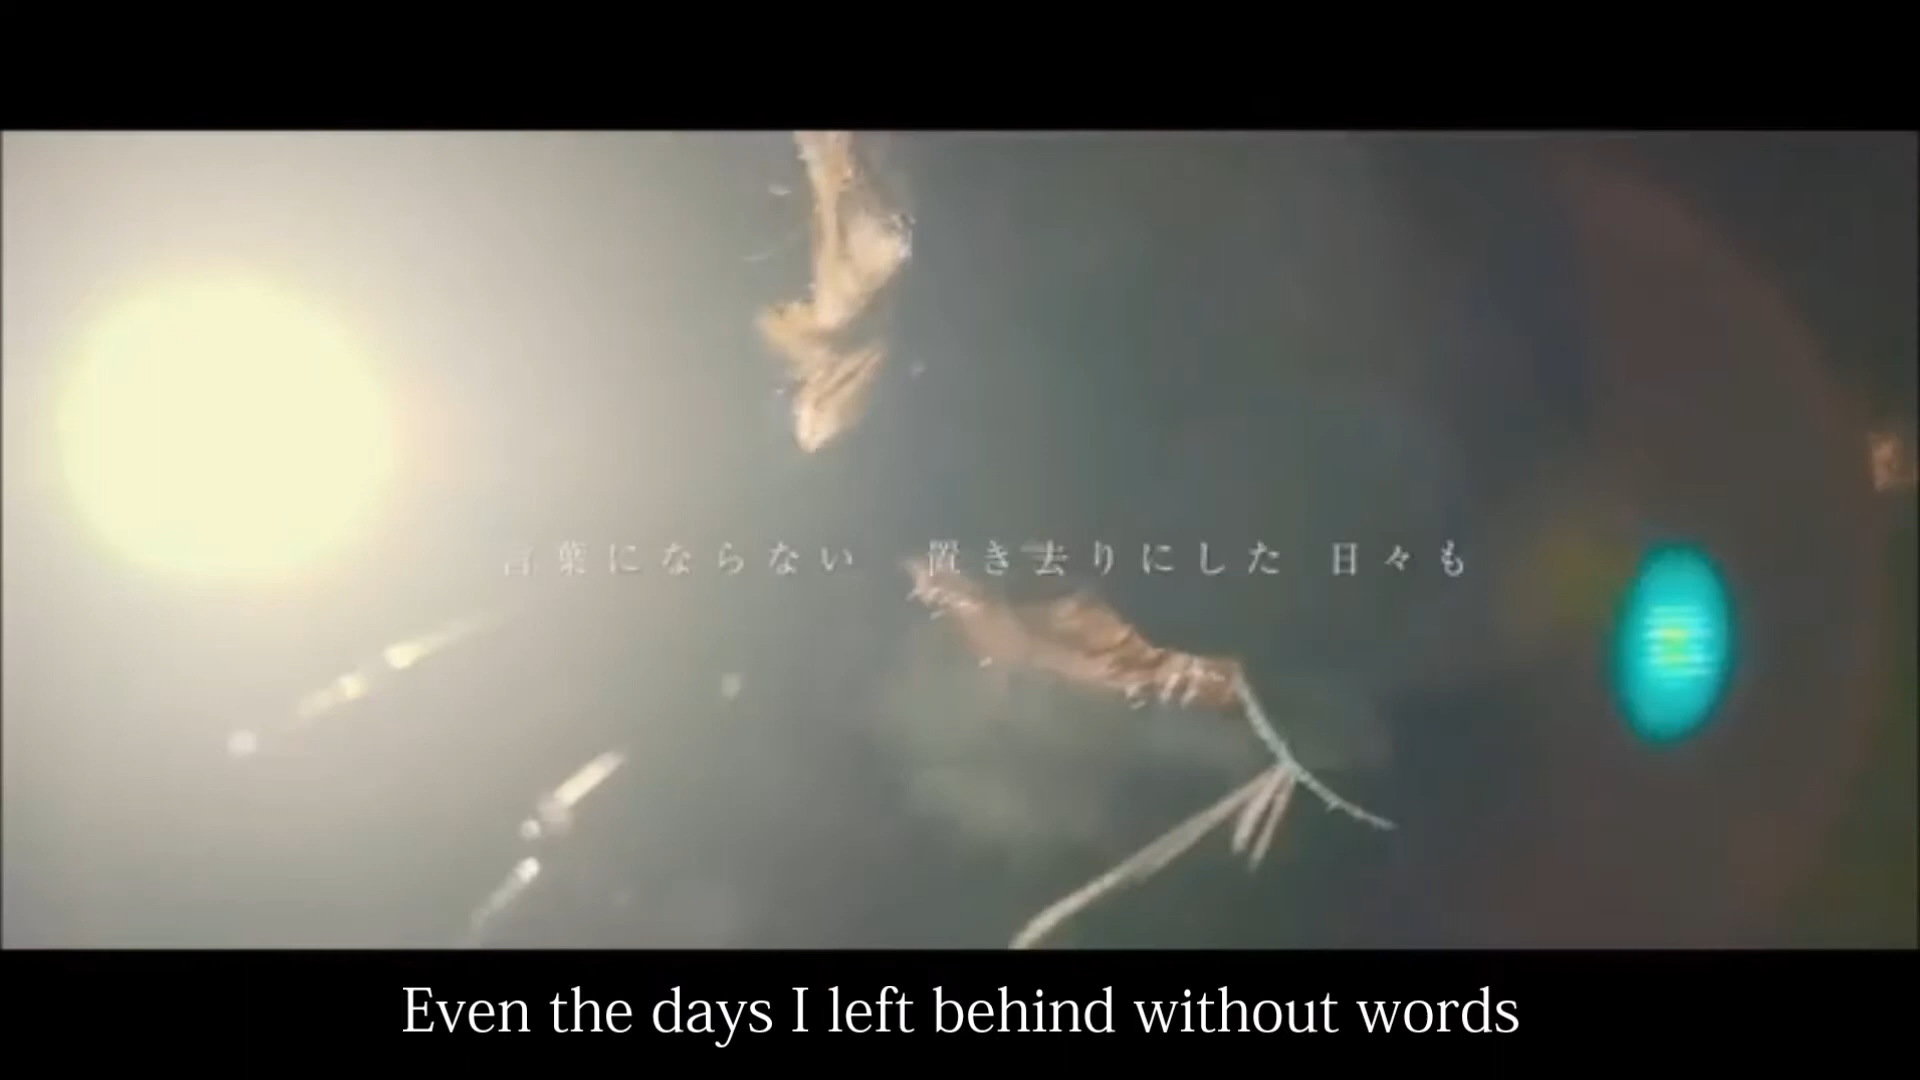 言葉にならない 置き去りにした 日々も
Even the days I left behind without words